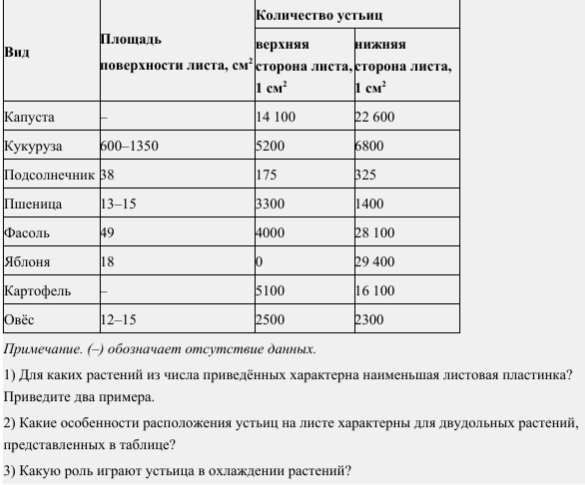 Количество устьиц
Вид
Площадь
поверхности листа, см²
верхняя
сторона листа,
1 см²
нижняя
сторона листа,
1 см²
Капуста – 14 100 22 600
Кукуруза 600–1350 5200 6800
Подсолнечник 38 175 325
Пшеница 13–15 3300 1400
Фасоль 49 4000 28 100
Яблоня 18 0 29 400
Картофель – 5100 16 100
Овёс 12–15 2500 2300
Примечание. (–) обозначает отсутствие данных.
1) Для каких растений из числа приведённых характерна наименьшая листовая пластинка?
Приведите два примера.
2) Какие особенности расположения устьиц на листе характерны для двудольных растений,
представленных в таблице?
3) Какую роль играют устьица в охлаждении растений?